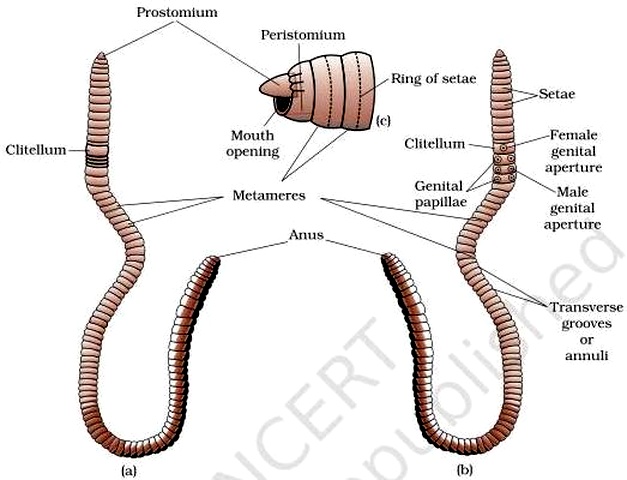 Prostomium
Peristomium
Ring of setae
(c)
Mouth
opening
Setae
Clitellum
Clitellum
Female
genital
aperture
Genital
papillae
Male
genital
aperture
Metameres
Anus
Transverse
grooves
or
annuli
(a)
(b)
NCERT
republished